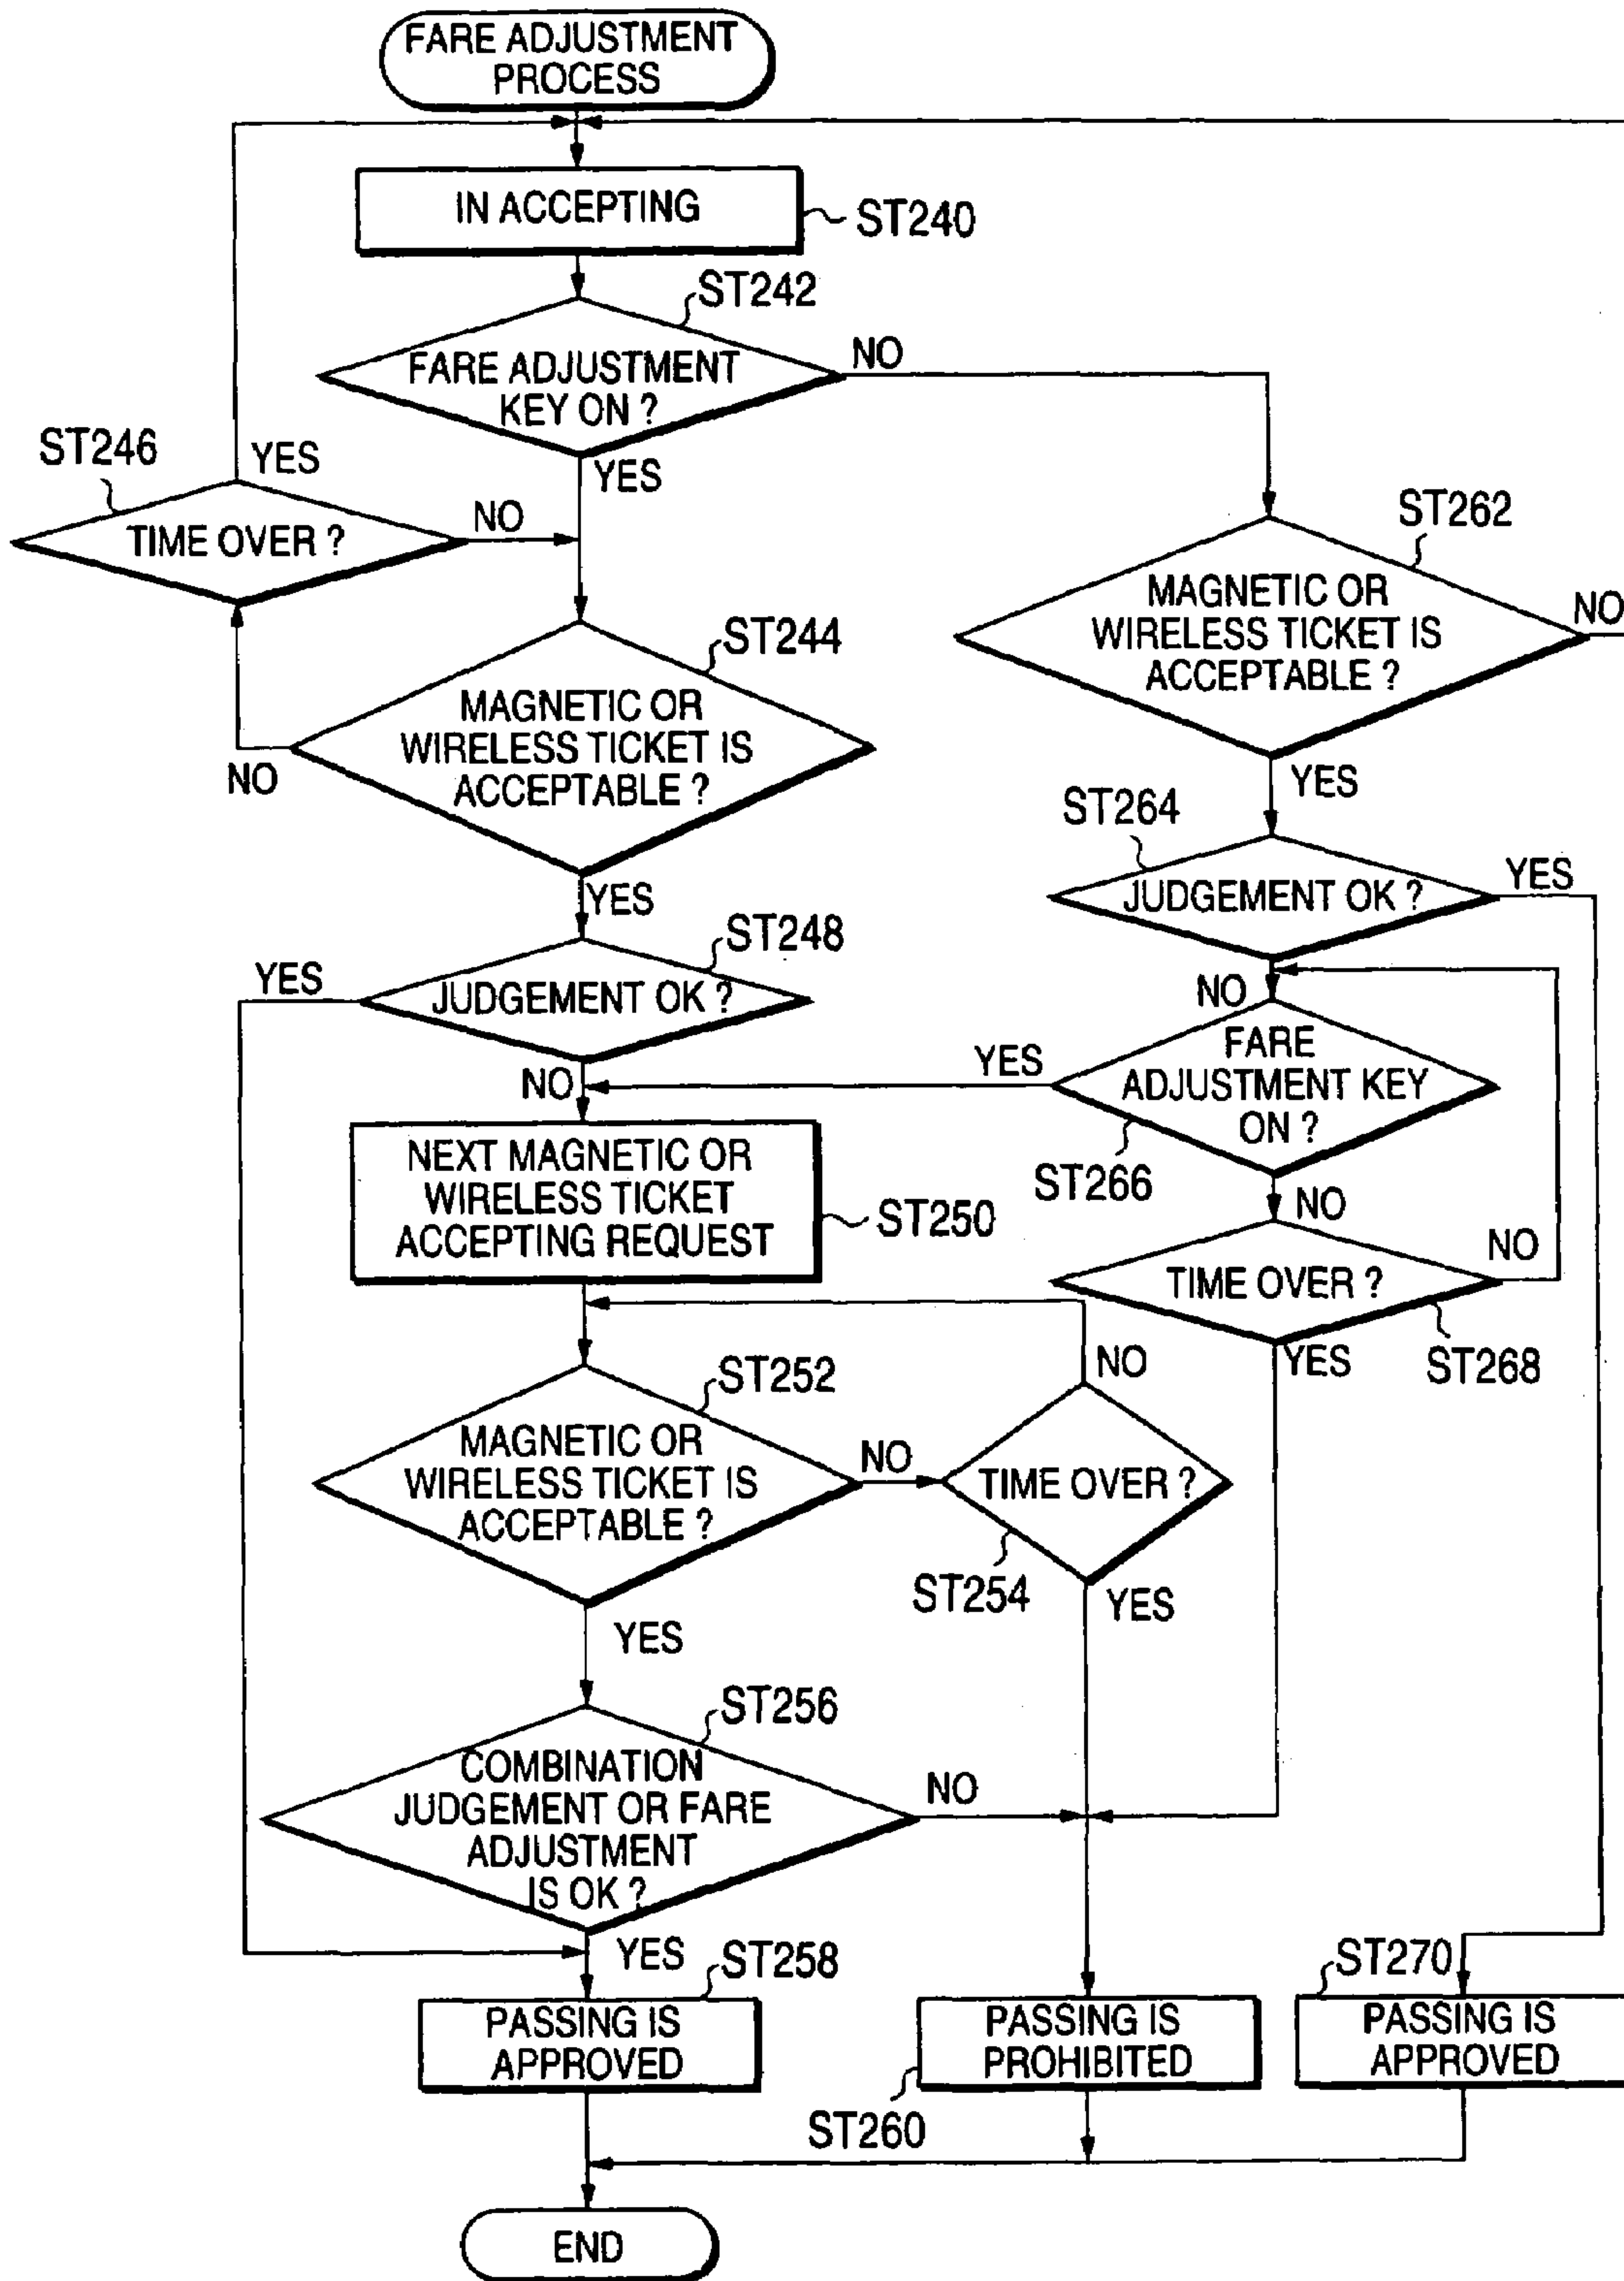 FARE ADJUSTMENT
PROCESS
IN ACCEPTING
ST240
ST242
FARE ADJUSTMENT
KEY ON ?
NO
YES
ST246
YES
TIME OVER ?
NO
ST262
MAGNETIC OR
WIRELESS TICKET IS
ACCEPTABLE ?
NO
YES
ST244
MAGNETIC OR
WIRELESS TICKET IS
ACCEPTABLE ?
NO
YES
ST264
JUDGEMENT OK ?
YES
NO
ST248
YES
JUDGEMENT OK ?
NO
FARE
ADJUSTMENT KEY
ON ?
YES
ST266
NO
NEXT MAGNETIC OR
WIRELESS TICKET
ACCEPTING REQUEST
ST250
TIME OVER ?
NO
ST268
YES
ST252
MAGNETIC OR
WIRELESS TICKET IS
ACCEPTABLE ?
NO
YES
NO
TIME OVER ?
ST254
YES
ST256
COMBINATION
JUDGEMENT OR FARE
ADJUSTMENT
IS OK ?
NO
YES
ST258
PASSING IS
APPROVED
PASSING IS
PROHIBITED
ST260
ST270
PASSING IS
APPROVED
END